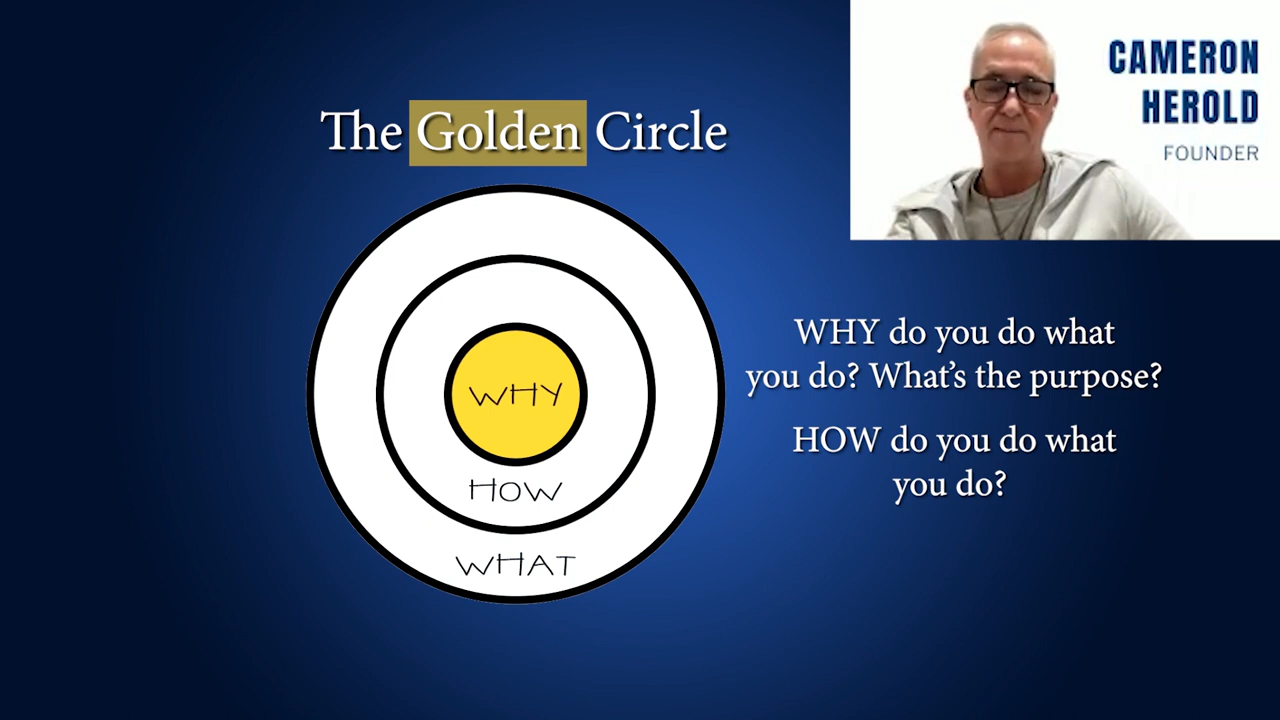 The Golden Circle
CAMERON
HEROLD
FOUNDER
WHY
HOW
WHAT
WHY do you do what
you do? What’s the purpose?
HOW do you do what
you do?